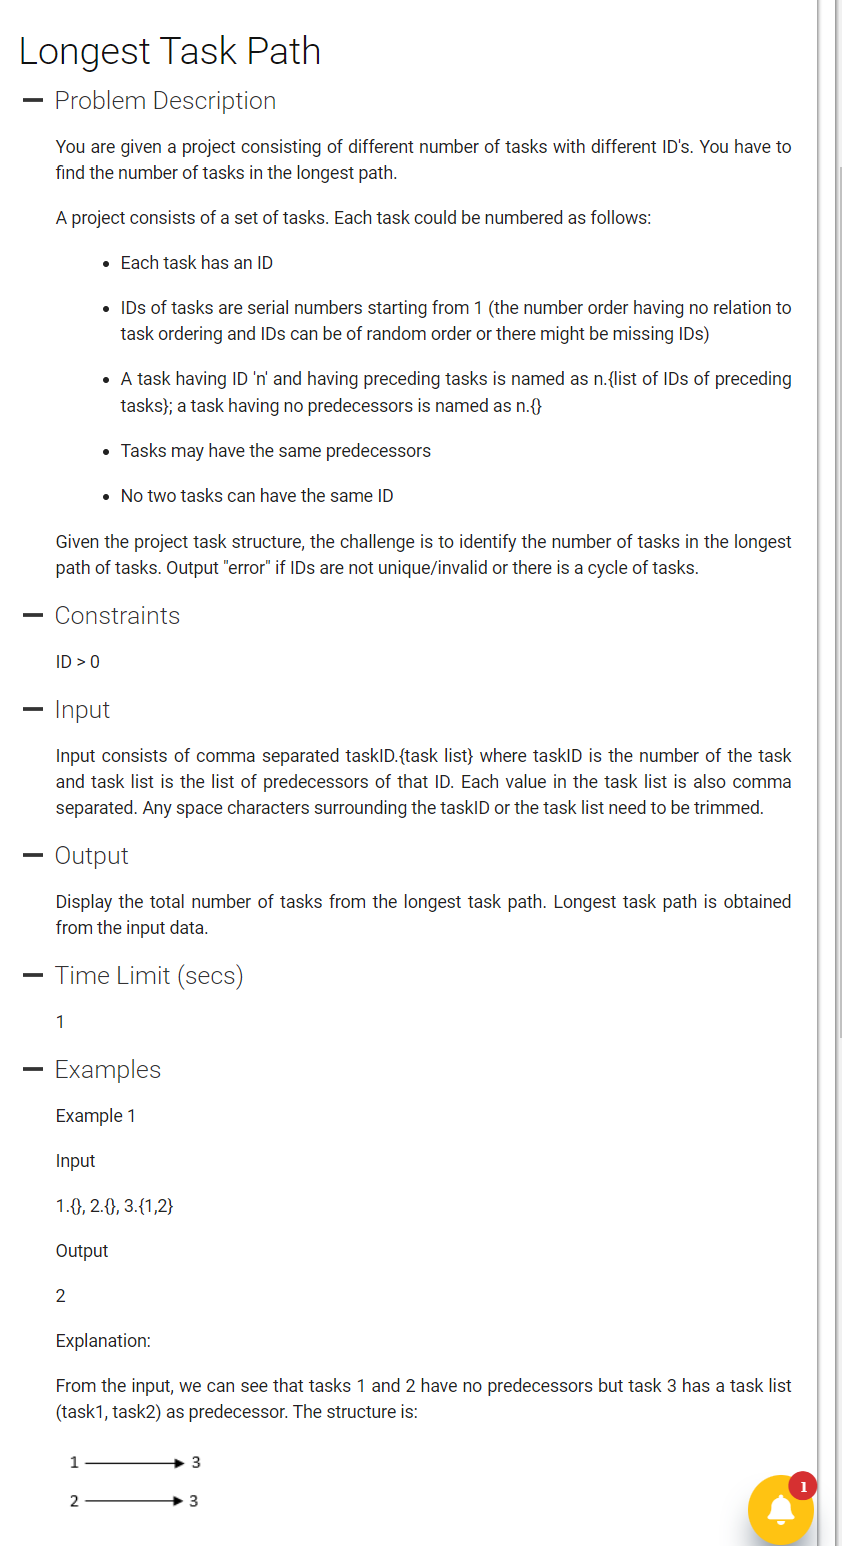 Longest Task Path
Problem Description
You are given a project consisting of different number of tasks with different ID's. You have to
find the number of tasks in the longest path.
A project consists of a set of tasks. Each task could be numbered as follows:
• Each task has an ID
• IDs of tasks are serial numbers starting from 1 (the number order having no relation to
task ordering and IDs can be of random order or there might be missing IDs)
• A task having ID 'n' and having preceding tasks is named as n.{list of IDs of preceding
tasks}; a task having no predecessors is named as n.{}
• Tasks may have the same predecessors
• No two tasks can have the same ID
Given the project task structure, the challenge is to identify the number of tasks in the longest
path of tasks. Output "error" if IDs are not unique/invalid or there is a cycle of tasks.
Constraints
ID > 0
Input
Input consists of comma separated taskID.{task list} where taskID is the number of the task
and task list is the list of predecessors of that ID. Each value in the task list is also comma
separated. Any space characters surrounding the taskID or the task list need to be trimmed.
Output
Display the total number of tasks from the longest task path. Longest task path is obtained
from the input data.
Time Limit (secs)
1
Examples
Example 1
Input
1.{}, 2.{}, 3.{1,2}
Output
2
Explanation:
From the input, we can see that tasks 1 and 2 have no predecessors but task 3 has a task list
(task1, task2) as predecessor. The structure is:
1 3
2 3
1